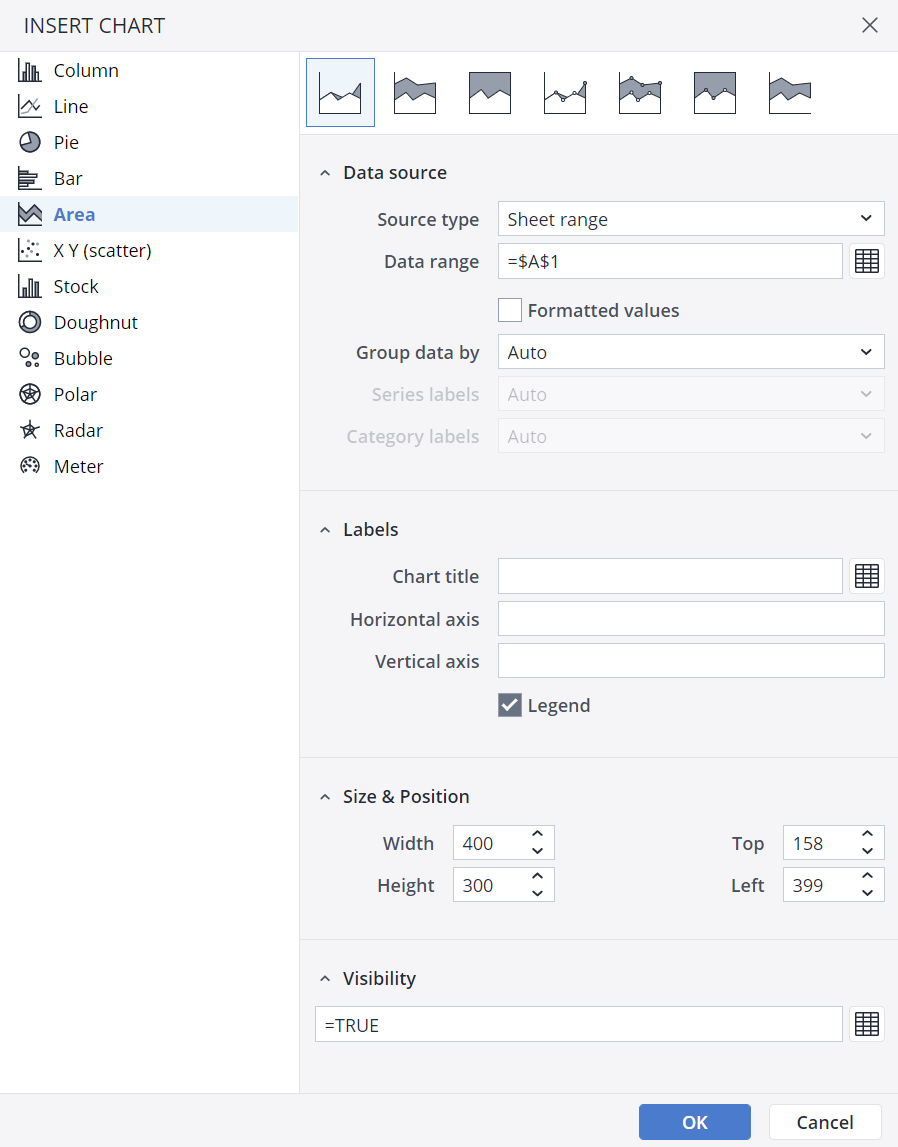 INSERT CHART
Column
Line
Pie
Bar
Area
X Y (scatter)
Stock
Doughnut
Bubble
Polar
Radar
Meter
Data source
Source type Sheet range
Data range =$A$1
Formatted values
Group data by Auto
Series labels Auto
Category labels Auto
Labels
Chart title
Horizontal axis
Vertical axis
Legend
Size & Position
Width 400 Top 158
Height 300 Left 399
Visibility
=TRUE
OK Cancel